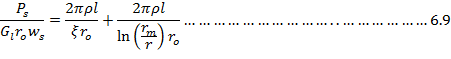 P_s / (G_l r_o w_s) = 2πρl / (ξ r_o) + 2πρl / (ln(r_m / r) r_o) … … … … … … … … … … … .. … … … … … 6.9